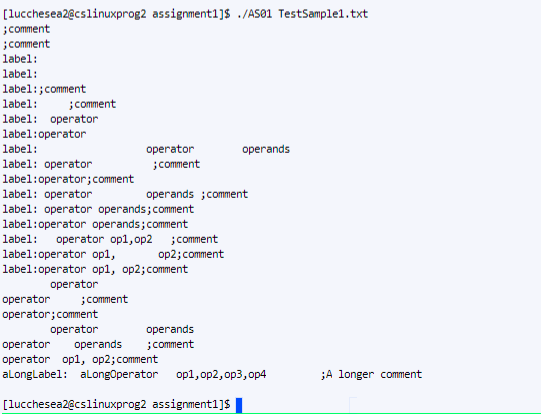 [lucchesea2@cslinuxprog2 assignment1]$ ./AS01 TestSample1.txt
;comment
;comment
label:
label:
label:;comment
label:     ;comment
label:  operator
label:operator
label:                  operator        operands
label: operator          ;comment
label:operator;comment
label: operator         operands ;comment
label: operator operands;comment
label:operator operands;comment
label:   operator op1,op2   ;comment
label:operator op1,       op2;comment
label:operator op1, op2;comment
        operator
operator     ;comment
operator;comment
        operator        operands
operator    operands    ;comment
operator  op1, op2;comment
aLongLabel:  aLongOperator   op1,op2,op3,op4         ;A longer comment
[lucchesea2@cslinuxprog2 assignment1]$